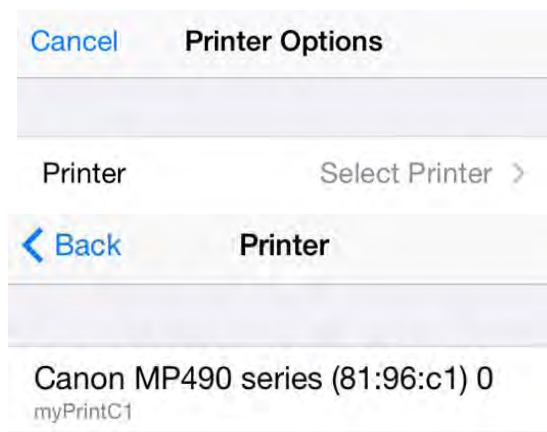 Cancel Printer Options
Printer Select Printer >
< Back Printer
Canon MP490 series (81:96:c1) 0
myPrintC1